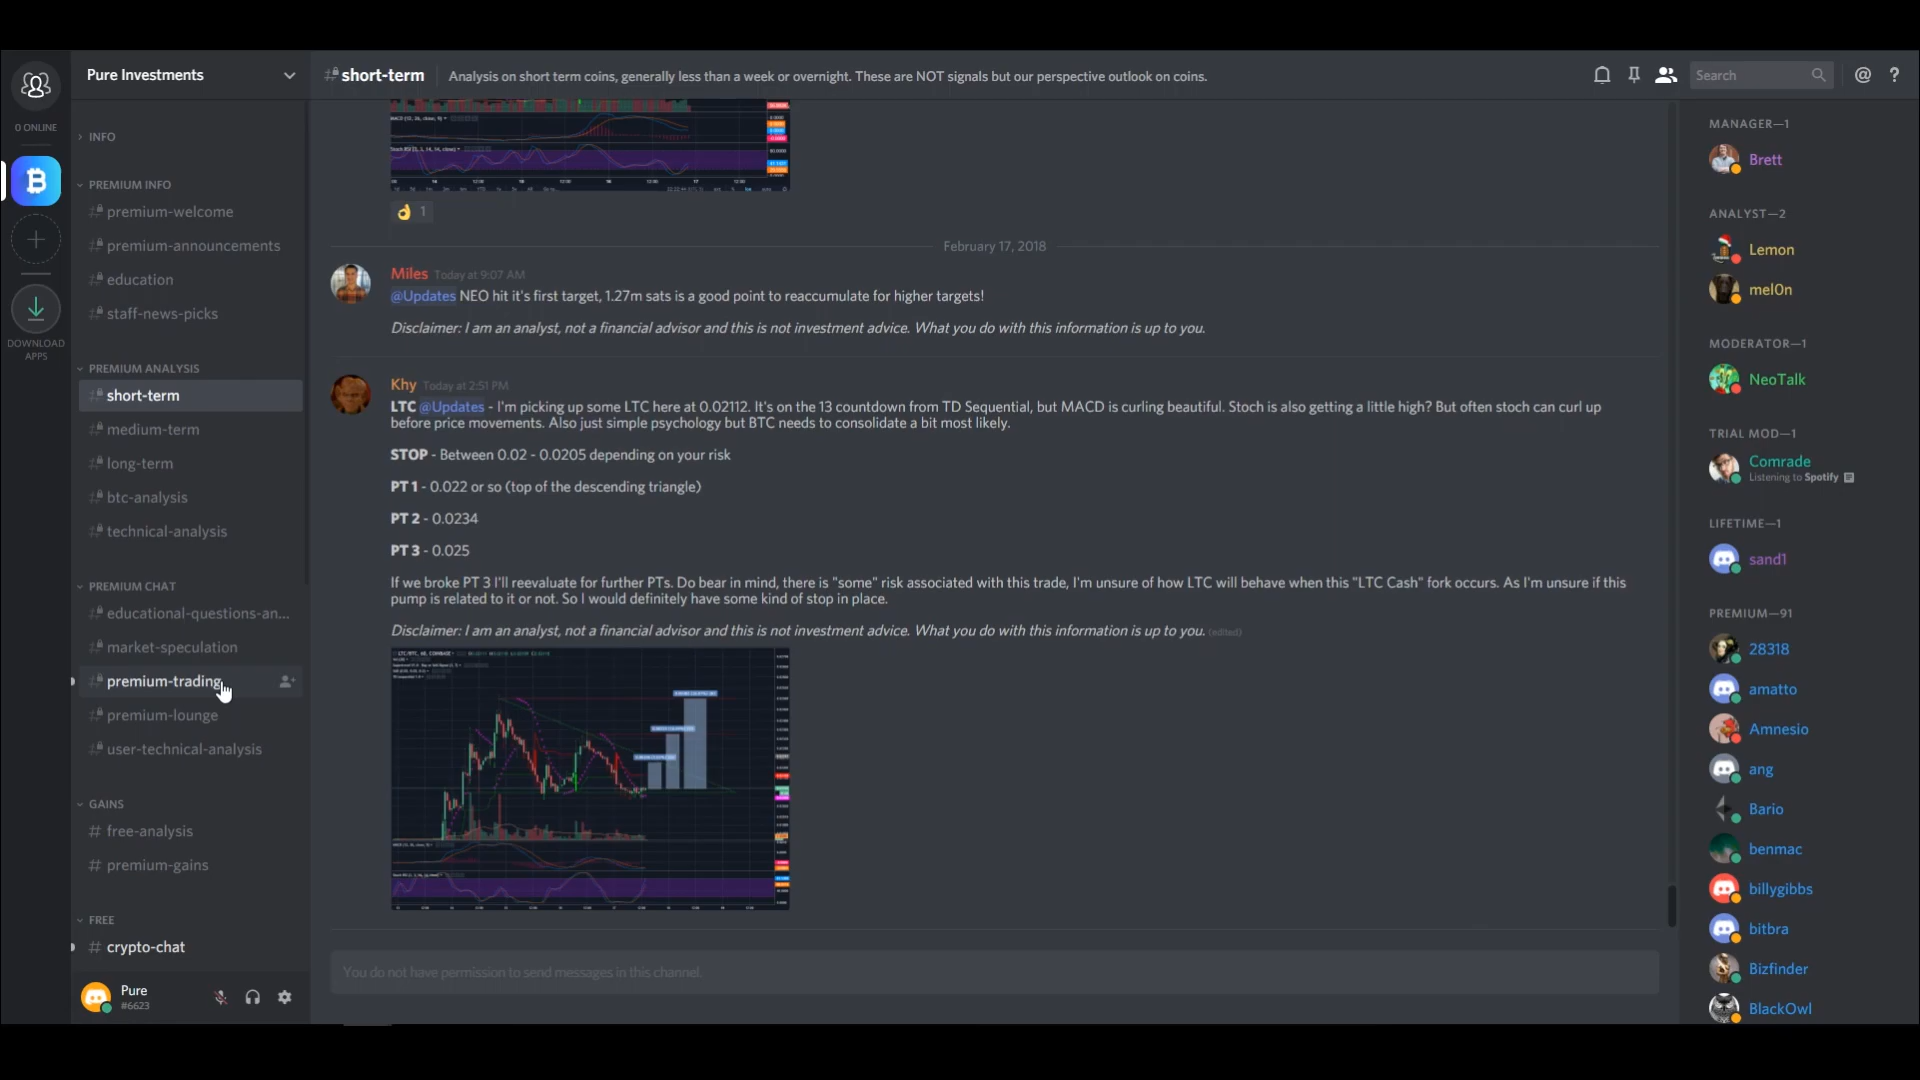 Pure Investments
short-term
Analysis on short term coins, generally less than a week or overnight. These are NOT signals but our perspective outlook on coins.
Search
@
?
0 ONLINE
DOWNLOAD
APPS
INFO
PREMIUM INFO
premium-welcome
premium-announcements
education
staff-news-picks
PREMIUM ANALYSIS
short-term
medium-term
long-term
btc-analysis
technical-analysis
PREMIUM CHAT
educational-questions-an...
market-speculation
premium-trading
premium-lounge
user-technical-analysis
GAINS
# free-analysis
# premium-gains
FREE
# crypto-chat
Pure
#6623
1
February 17, 2018
Miles Today at 9:07 AM
@Updates NEO hit it's first target, 1.27m sats is a good point to reaccumulate for higher targets!
Disclaimer: I am an analyst, not a financial advisor and this is not investment advice. What you do with this information is up to you.
Khy Today at 2:51 PM
LTC @Updates - I'm picking up some LTC here at 0.02112. It's on the 13 countdown from TD Sequential, but MACD is curling beautiful. Stoch is also getting a little high? But often stoch can curl up
before price movements. Also just simple psychology but BTC needs to consolidate a bit most likely.
STOP - Between 0.02 - 0.0205 depending on your risk
PT 1 - 0.022 or so (top of the descending triangle)
PT 2 - 0.0234
PT 3 - 0.025
If we broke PT 3 I'll reevaluate for further PTs. Do bear in mind, there is "some" risk associated with this trade, I'm unsure of how LTC will behave when this "LTC Cash" fork occurs. As I'm unsure if this
pump is related to it or not. So I would definitely have some kind of stop in place.
Disclaimer: I am an analyst, not a financial advisor and this is not investment advice. What you do with this information is up to you. (edited)
You do not have permission to send messages in this channel.
MANAGER—1
Brett
ANALYST—2
Lemon
mel0n
MODERATOR—1
NeoTalk
TRIAL MOD—1
Comrade
Listening to Spotify
LIFETIME—1
sand1
PREMIUM—91
28318
amatto
Amnesio
ang
Bario
benmac
billygibbs
bitbra
Bizfinder
BlackOwl